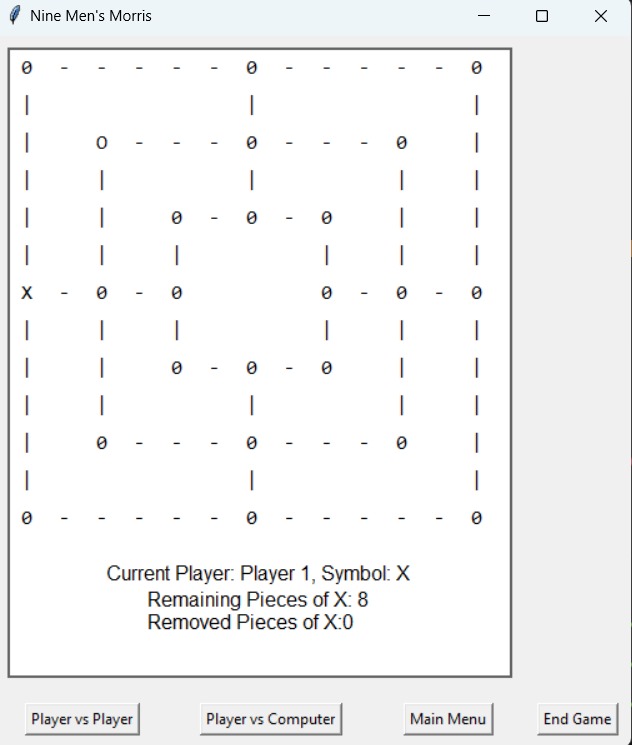 Nine Men's Morris
0 - - - - - 0 - - - - - 0
| | |
| O - - - 0 - - - 0 |
| | | | |
| | 0 - 0 - 0 | |
| | | | | |
X - 0 - 0 0 - 0 - 0
| | | | | |
| | 0 - 0 - 0 | |
| | | | |
| 0 - - - 0 - - - 0 |
| | |
0 - - - - - 0 - - - - - 0
Current Player: Player 1, Symbol: X
Remaining Pieces of X: 8
Removed Pieces of X:0
Player vs Player
Player vs Computer
Main Menu
End Game